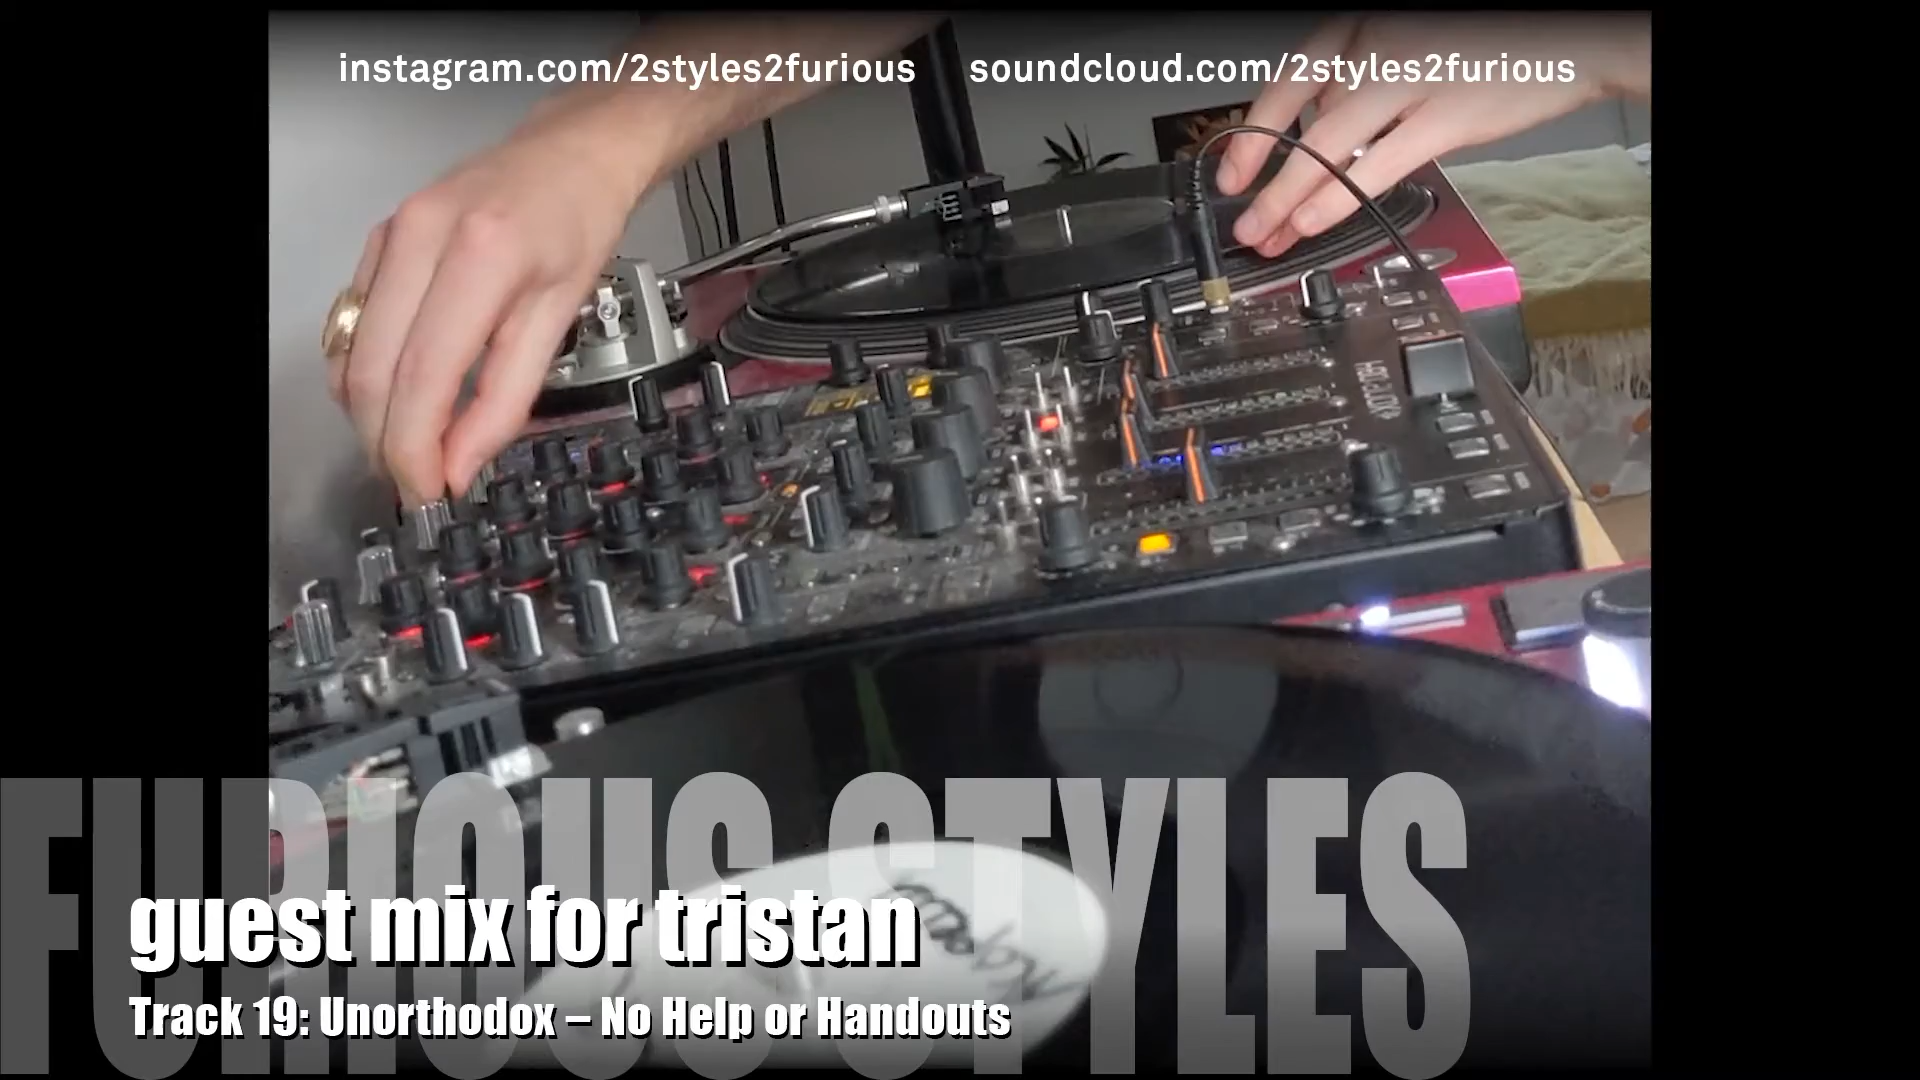 instagram.com/2styles2furious soundcloud.com/2styles2furious
FURIOUS STYLES
guest mix for tristan
Track 19: Unorthodox – No Help or Handouts